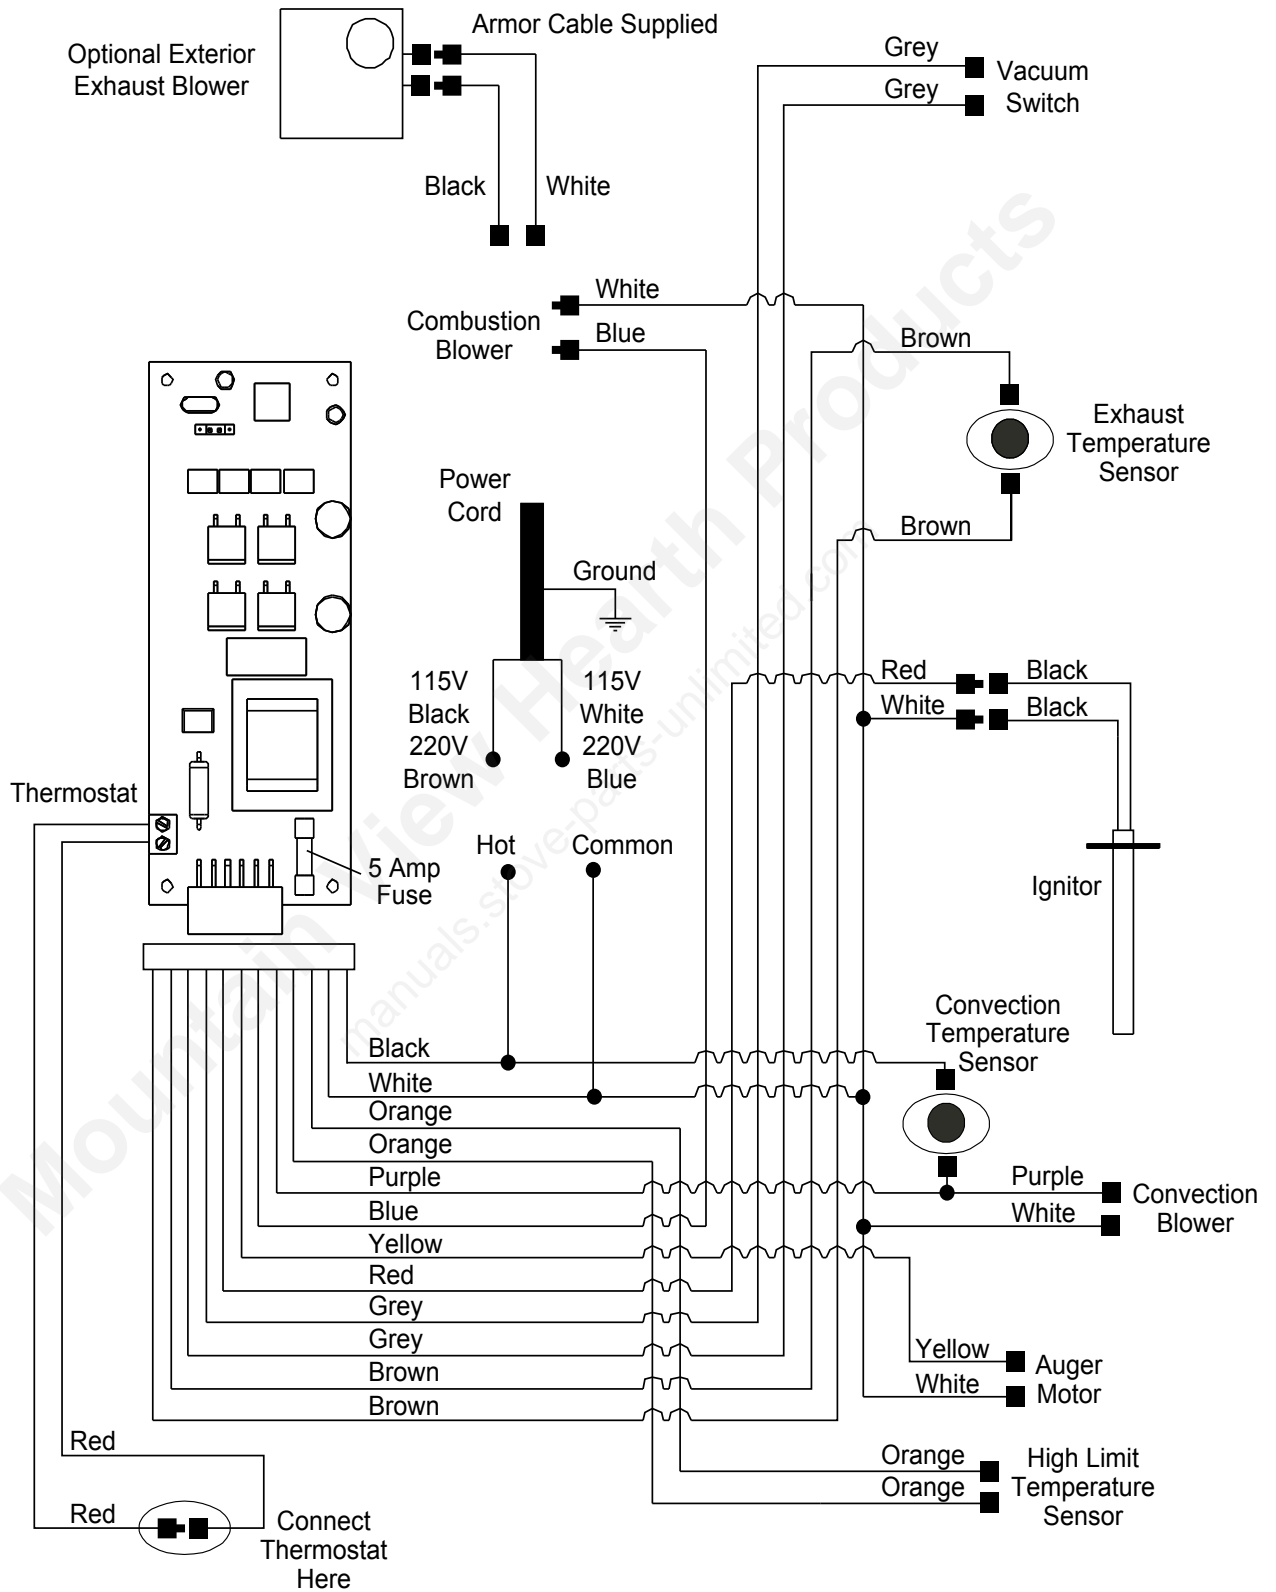 Armor Cable Supplied
Optional Exterior
Exhaust Blower
Black
White
Grey
Vacuum
Grey
Switch
White
Combustion
Blower
Blue
Brown
Exhaust
Temperature
Sensor
Brown
Power
Cord
Ground
115V
Black
220V
Brown
115V
White
220V
Blue
Red
Black
White
Black
Ignitor
Thermostat
5 Amp
Fuse
Hot
Common
Convection
Temperature
Sensor
Black
White
Orange
Orange
Purple
Blue
Yellow
Red
Grey
Grey
Brown
Brown
Purple
White
Convection
Blower
Yellow
White
Auger
Motor
Orange
Orange
High Limit
Temperature
Sensor
Red
Red
Connect
Thermostat
Here
Mountain View Hearth Products
manuals.stove-parts-unlimited.com